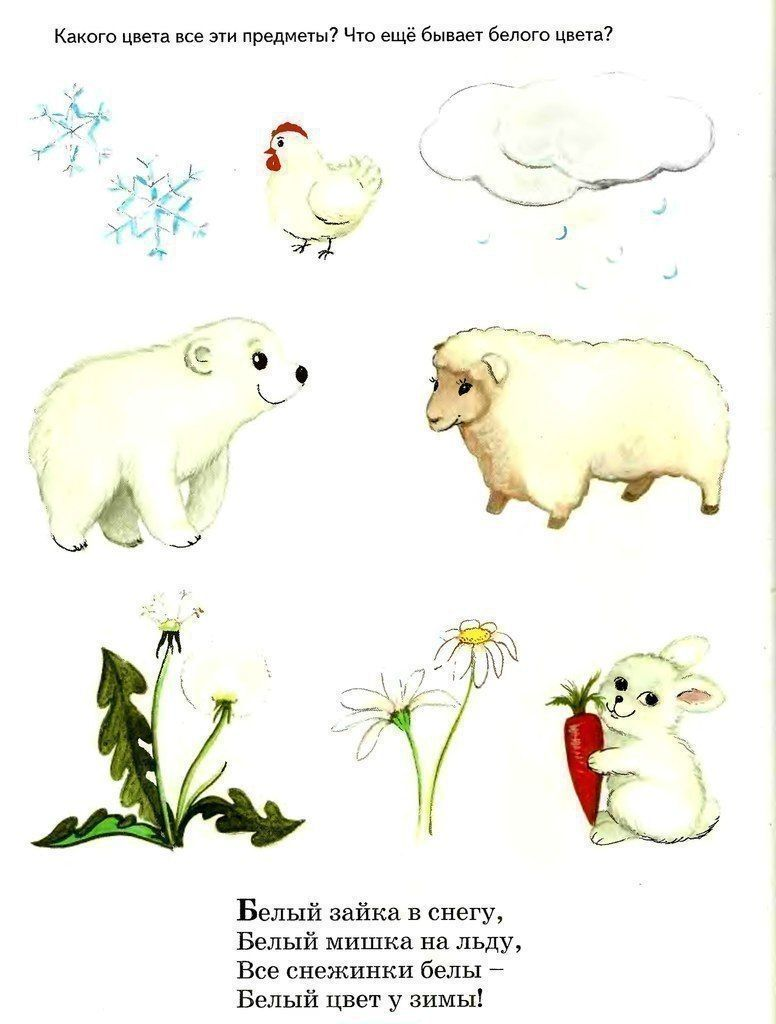 Какого цвета все эти предметы? Что ещё бывает белого цвета?
Белый зайка в снегу,
Белый мишка на льду,
Все снежинки белы –
Белый цвет у зимы!